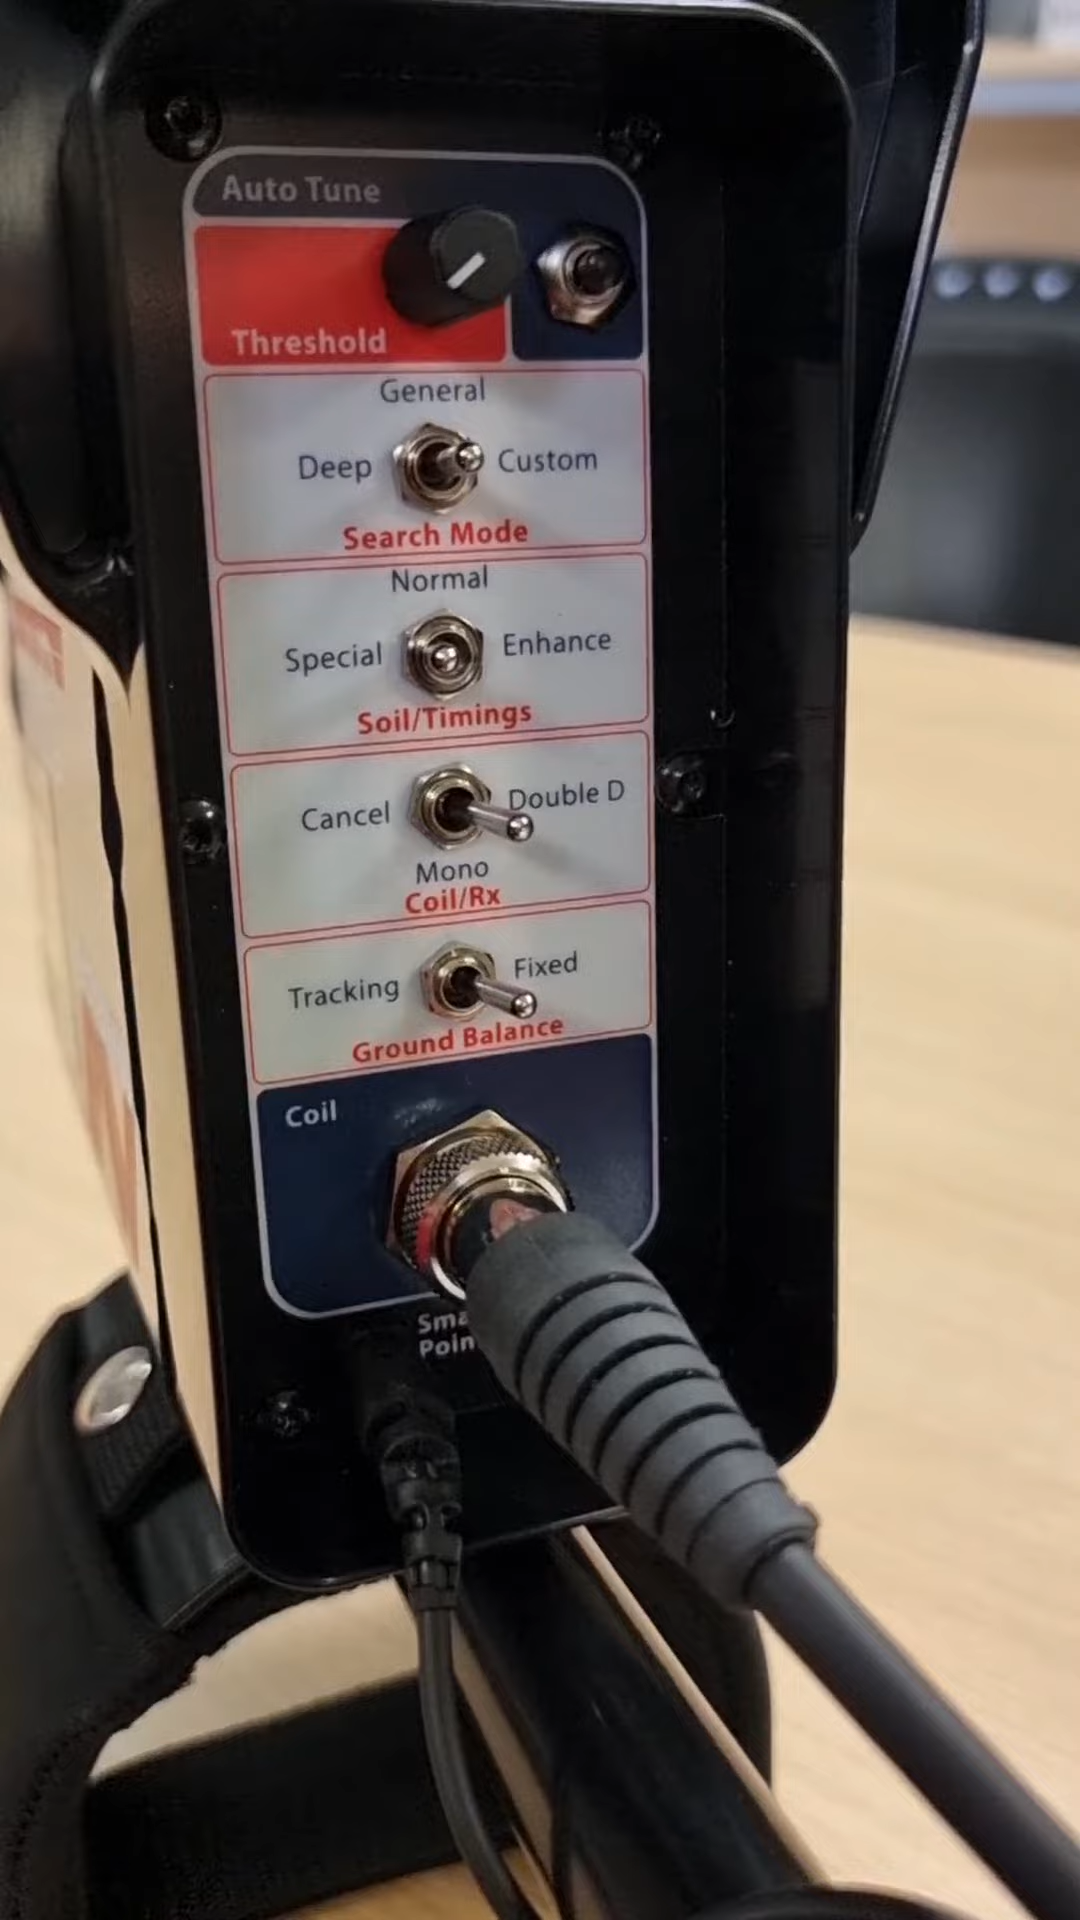 Auto Tune
Threshold
General
Deep Custom
Search Mode
Normal
Special Enhance
Soil/Timings
Cancel Double D
Mono
Coil/Rx
Tracking Fixed
Ground Balance
Coil